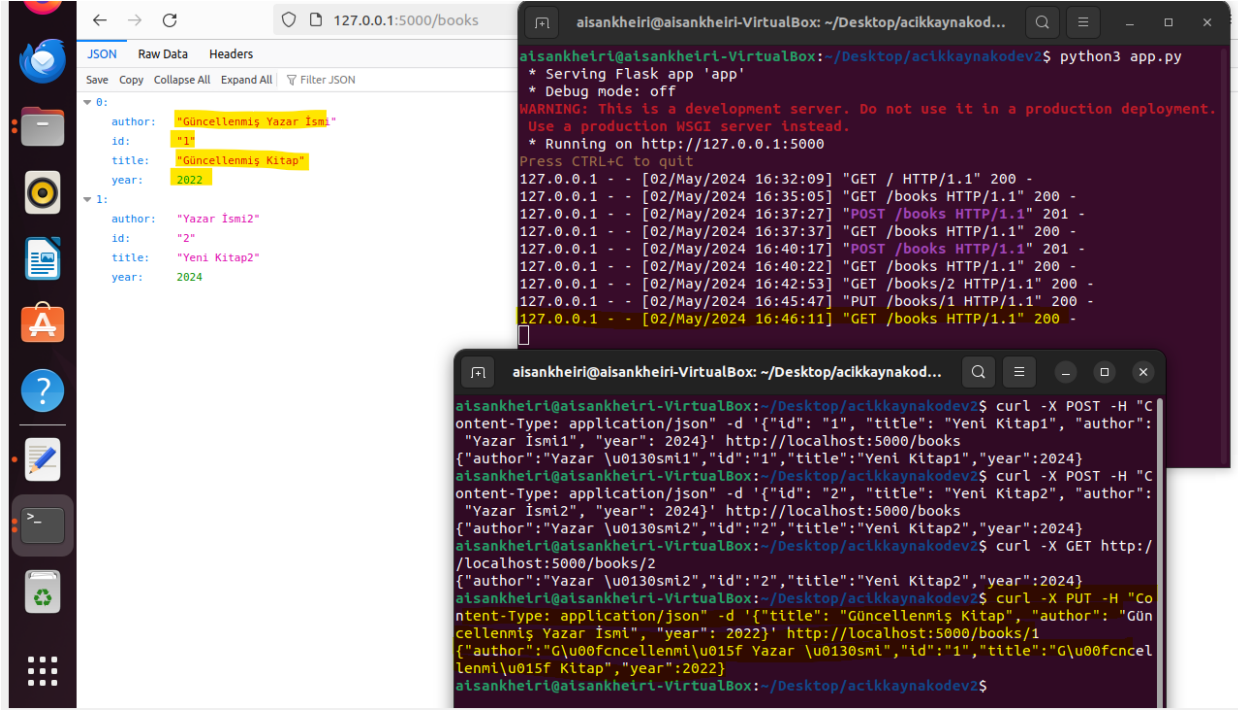 127.0.0.1:5000/books
JSON Raw Data Headers
Save Copy Collapse All Expand All Filter JSON
0:
author: "Güncellenmiş Yazar İsmi"
id: "1"
title: "Güncellenmiş Kitap"
year: 2022
1:
author: "Yazar İsmi2"
id: "2"
title: "Yeni Kitap2"
year: 2024
aisankheiri@aisankheiri-VirtualBox: ~/Desktop/acikkaynakod...
aisankheiri@aisankheiri-VirtualBox:~/Desktop/acikkaynakodev2$ python3 app.py
* Serving Flask app 'app'
* Debug mode: off
WARNING: This is a development server. Do not use it in a production deployment.
Use a production WSGI server instead.
* Running on http://127.0.0.1:5000
Press CTRL+C to quit
127.0.0.1 - - [02/May/2024 16:32:09] "GET / HTTP/1.1" 200 -
127.0.0.1 - - [02/May/2024 16:35:05] "GET /books HTTP/1.1" 200 -
127.0.0.1 - - [02/May/2024 16:37:27] "POST /books HTTP/1.1" 201 -
127.0.0.1 - - [02/May/2024 16:37:37] "GET /books HTTP/1.1" 200 -
127.0.0.1 - - [02/May/2024 16:40:17] "POST /books HTTP/1.1" 201 -
127.0.0.1 - - [02/May/2024 16:40:22] "GET /books HTTP/1.1" 200 -
127.0.0.1 - - [02/May/2024 16:42:53] "GET /books/2 HTTP/1.1" 200 -
127.0.0.1 - - [02/May/2024 16:45:47] "PUT /books/1 HTTP/1.1" 200 -
127.0.0.1 - - [02/May/2024 16:46:11] "GET /books HTTP/1.1" 200 -
aisankheiri@aisankheiri-VirtualBox: ~/Desktop/acikkaynakod...
aisankheiri@aisankheiri-VirtualBox:~/Desktop/acikkaynakodev2$ curl -X POST -H "C
ontent-Type: application/json" -d '{"id": "1", "title": "Yeni Kitap1", "author":
"Yazar İsmi1", "year": 2024}' http://localhost:5000/books
{"author":"Yazar \u0130smi1","id":"1","title":"Yeni Kitap1","year":2024}
aisankheiri@aisankheiri-VirtualBox:~/Desktop/acikkaynakodev2$ curl -X POST -H "C
ontent-Type: application/json" -d '{"id": "2", "title": "Yeni Kitap2", "author":
"Yazar İsmi2", "year": 2024}' http://localhost:5000/books
{"author":"Yazar \u0130smi2","id":"2","title":"Yeni Kitap2","year":2024}
aisankheiri@aisankheiri-VirtualBox:~/Desktop/acikkaynakodev2$ curl -X GET http:/
/localhost:5000/books/2
{"author":"Yazar \u0130smi2","id":"2","title":"Yeni Kitap2","year":2024}
aisankheiri@aisankheiri-VirtualBox:~/Desktop/acikkaynakodev2$ curl -X PUT -H "Co
ntent-Type: application/json" -d '{"title": "Güncellenmiş Kitap", "author": "Gün
cellenmiş Yazar İsmi", "year": 2022}' http://localhost:5000/books/1
{"author":"G\u00fcncellenmi\u015f Yazar \u0130smi","id":"1","title":"G\u00fcncel
lenmi\u015f Kitap","year":2022}
aisankheiri@aisankheiri-VirtualBox:~/Desktop/acikkaynakodev2$